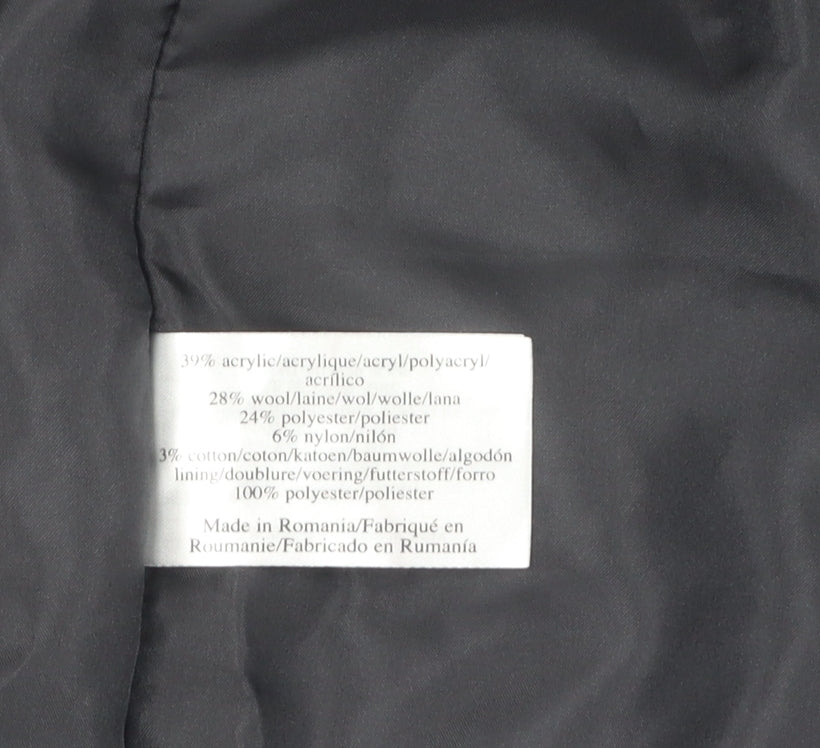 39% acrylic/acrylique/acryl/polyacryl/
acrílico
28% wool/laine/wol/wolle/lana
24% polyester/poliester
6% nylon/nilón
3% cotton/coton/katoen/baumwolle/algodón
lining/doublure/voering/futterstoff/forro
100% polyester/poliester
Made in Romania/Fabriqué en
Roumanie/Fabricado en Rumanía